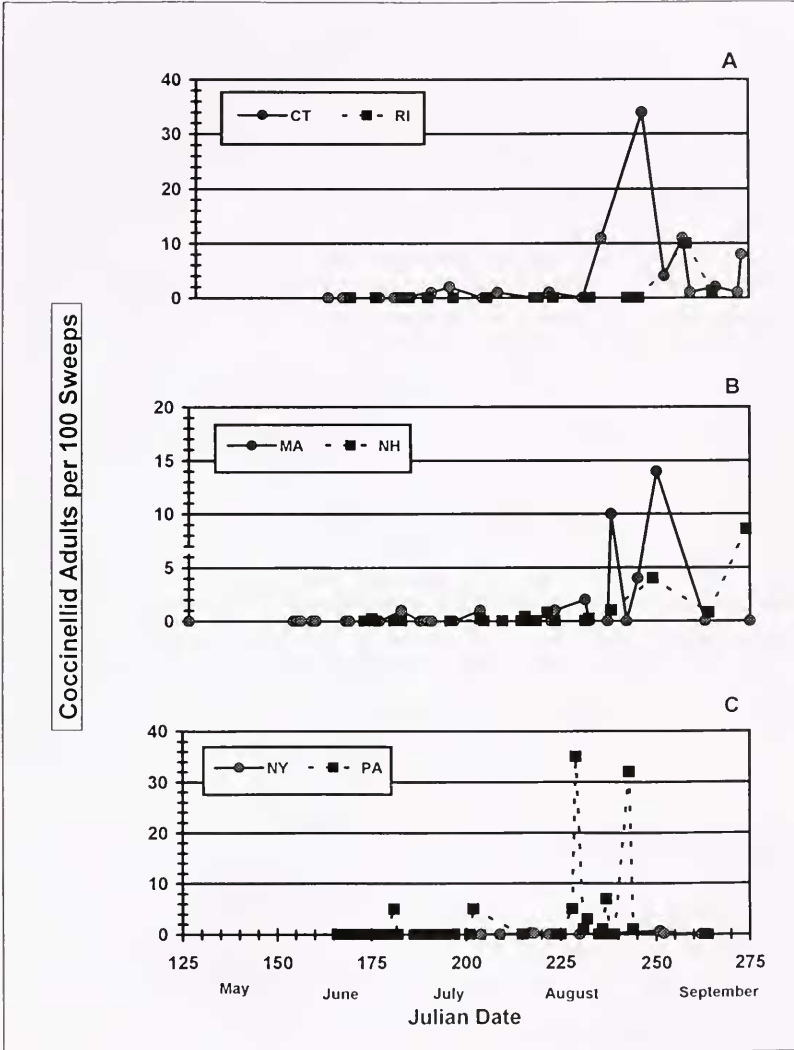 A
40
30
20
10
0
CT RI
Coccinellid Adults per 100 Sweeps
B
20
15
10
5
0
MA NH
C
40
30
20
10
0
NY PA
125 150 175 200 225 250 275
May June July August September
Julian Date